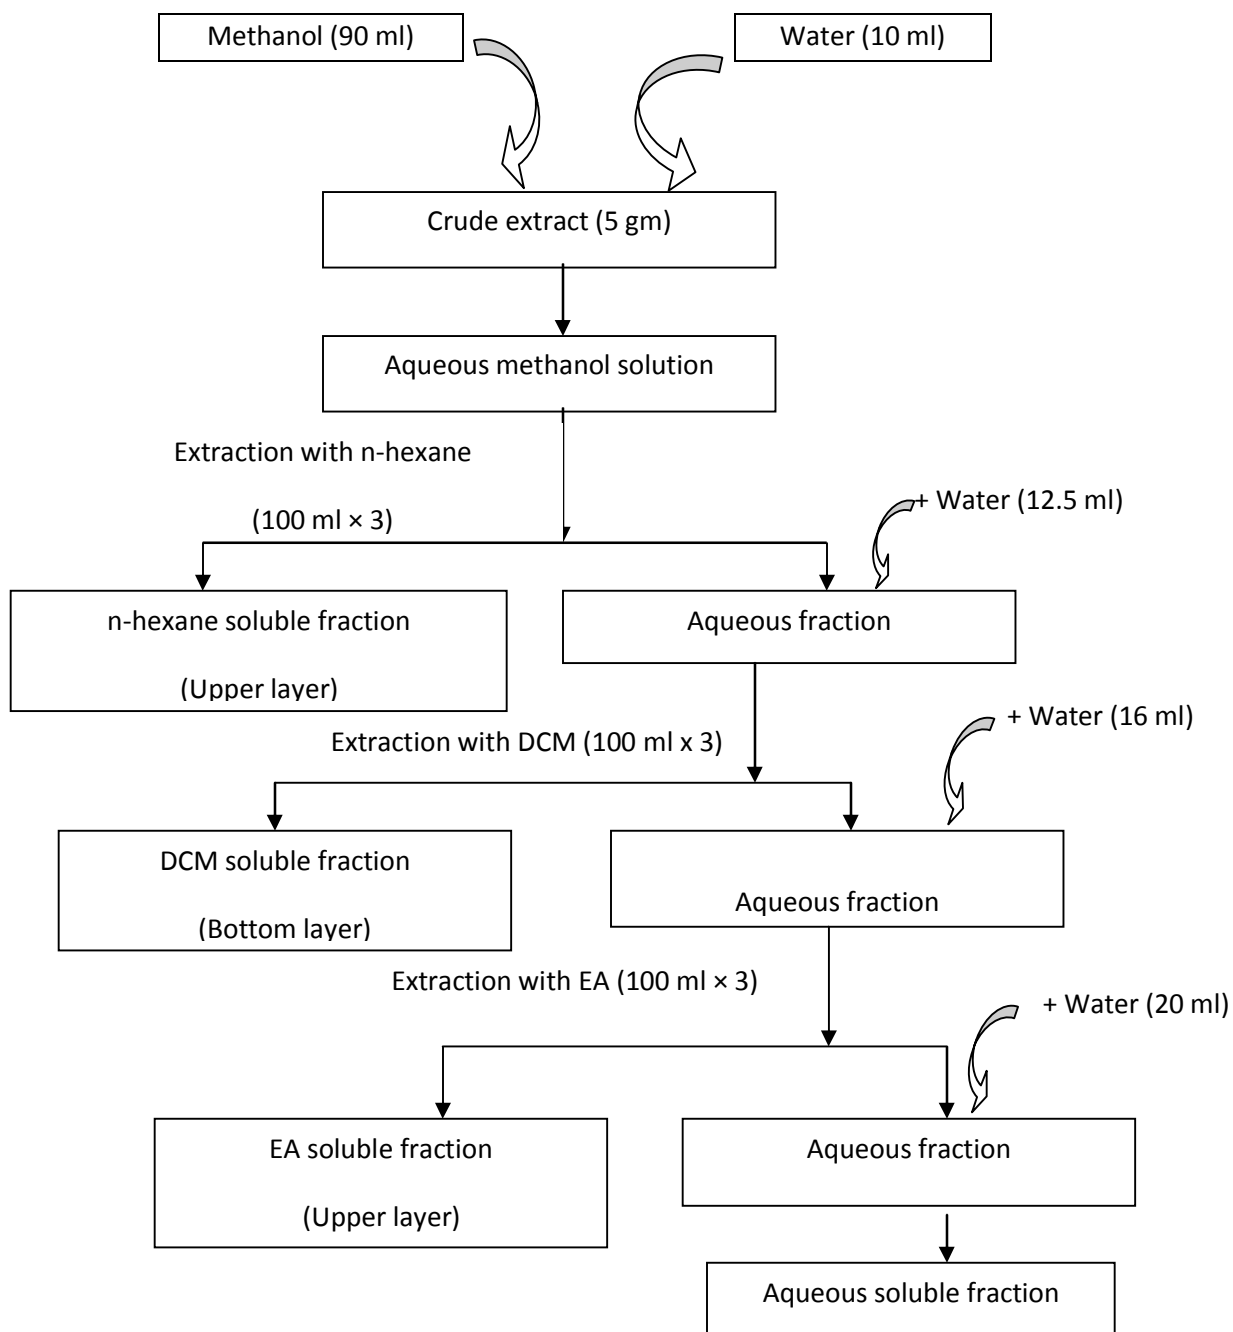 Methanol (90 ml)
Water (10 ml)
Crude extract (5 gm)
Aqueous methanol solution
Extraction with n-hexane
(100 ml × 3)
+ Water (12.5 ml)
n-hexane soluble fraction
(Upper layer)
Aqueous fraction
+ Water (16 ml)
Extraction with DCM (100 ml x 3)
DCM soluble fraction
(Bottom layer)
Aqueous fraction
Extraction with EA (100 ml × 3)
+ Water (20 ml)
EA soluble fraction
(Upper layer)
Aqueous fraction
Aqueous soluble fraction